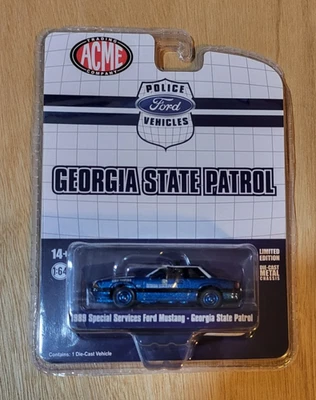 TRADING
ACME
COMPANY
POLICE
Ford
VEHICLES
GEORGIA STATE PATROL
14+
1:64
LIMITED
EDITION
DIE-CAST
METAL
CHASSIS
1989 Special Services Ford Mustang - Georgia State Patrol
Contains: 1 Die-Cast Vehicle